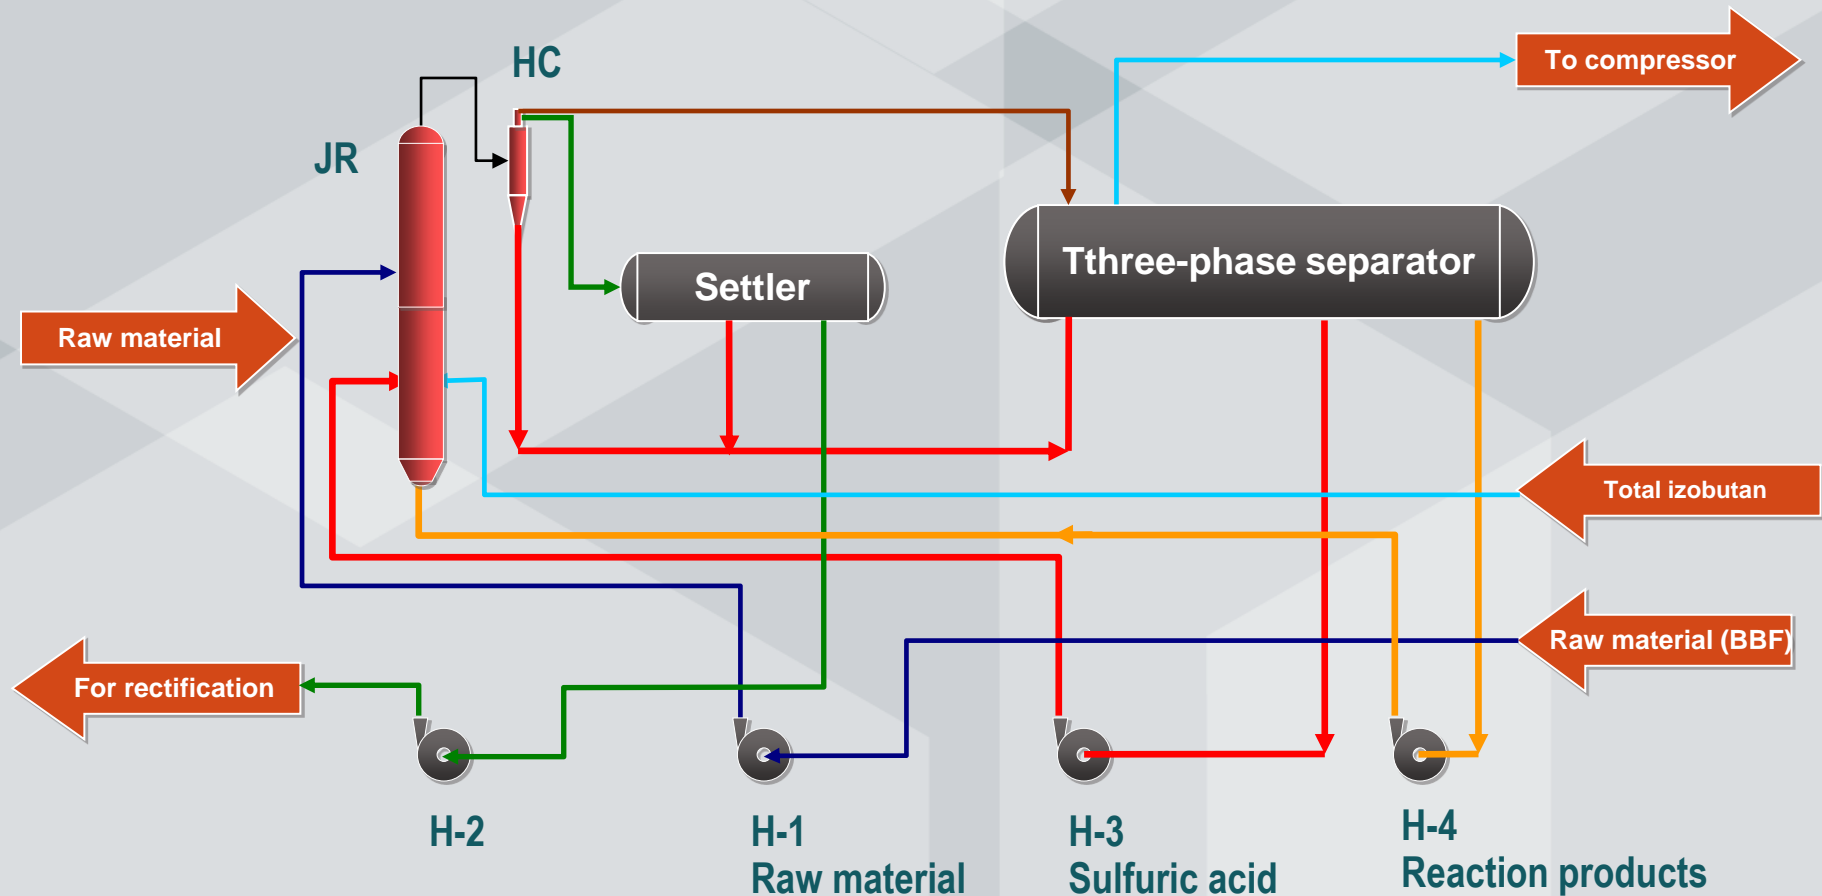 HC
To compressor
JR
Tthree-phase separator
Settler
Raw material
Total izobutan
Raw material (BBF)
For rectification
H-2
H-1
Raw material
H-3
Sulfuric acid
H-4
Reaction products